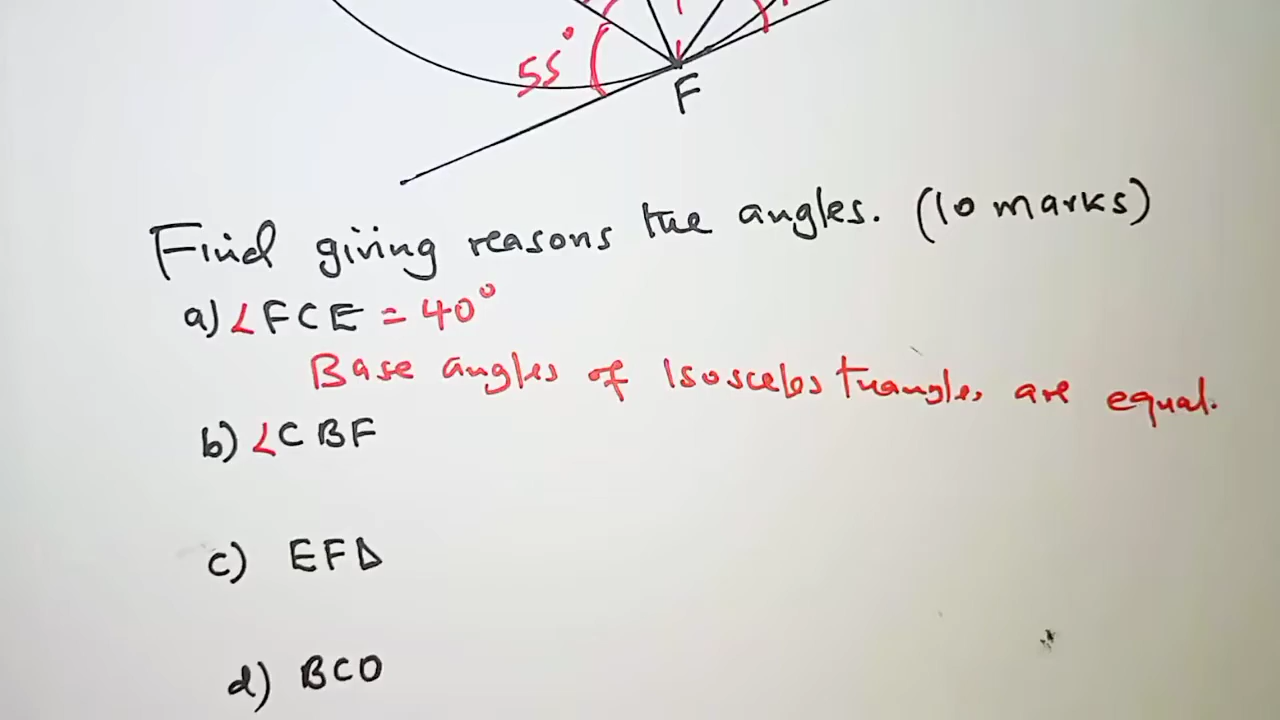 55°
F
Find giving reasons the angles. (10 marks)
a) ∠FCE = 40°
Base angles of Isosceles triangles are equal.
b) ∠CBF
c) EFD
d) BCO